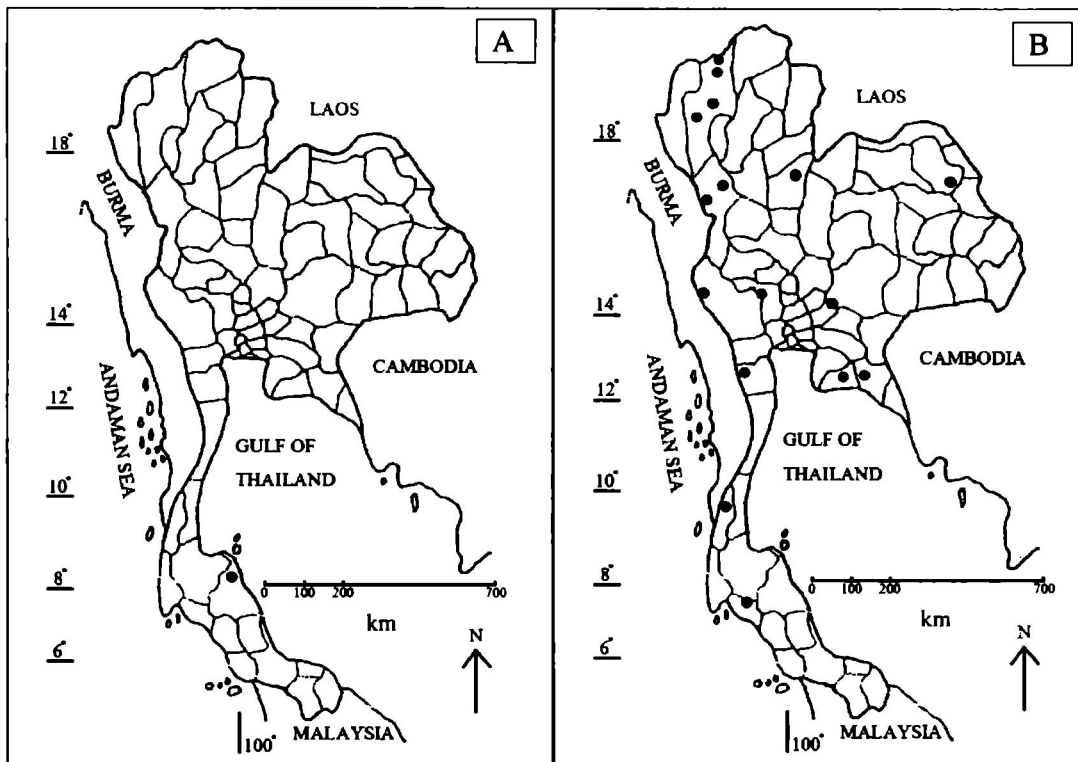 A
LAOS
18°
BURMA
14°
CAMBODIA
12°
ANDAMAN SEA
GULF OF
THAILAND
10°
8°
0 100 200 700
km
N
6°
100°
MALAYSIA
B
LAOS
18°
BURMA
14°
CAMBODIA
12°
ANDAMAN SEA
GULF OF
THAILAND
10°
8°
0 100 200 700
km
N
6°
100°
MALAYSIA